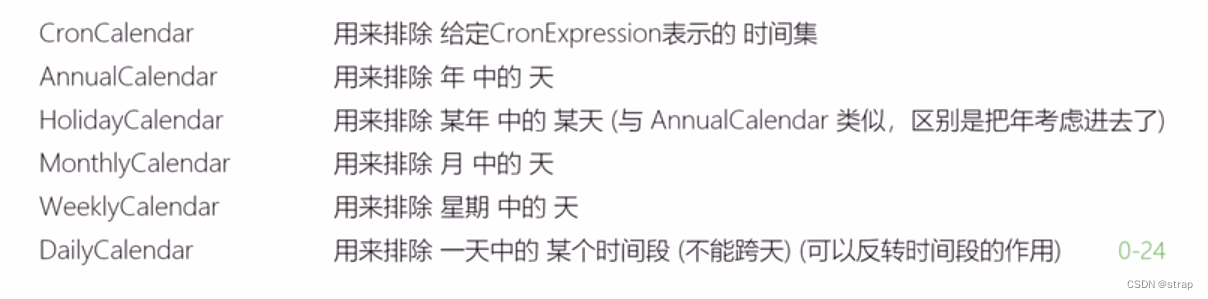 CronCalendar 用来排除 给定CronExpression表示的 时间集
AnnualCalendar 用来排除 年 中的 天
HolidayCalendar 用来排除 某年 中的 某天 (与 AnnualCalendar 类似，区别是把年考虑进去了)
MonthlyCalendar 用来排除 月 中的 天
WeeklyCalendar 用来排除 星期 中的 天
DailyCalendar 用来排除 一天中的 某个时间段 (不能跨天) (可以反转时间段的作用) 0-24
CSDN @strap